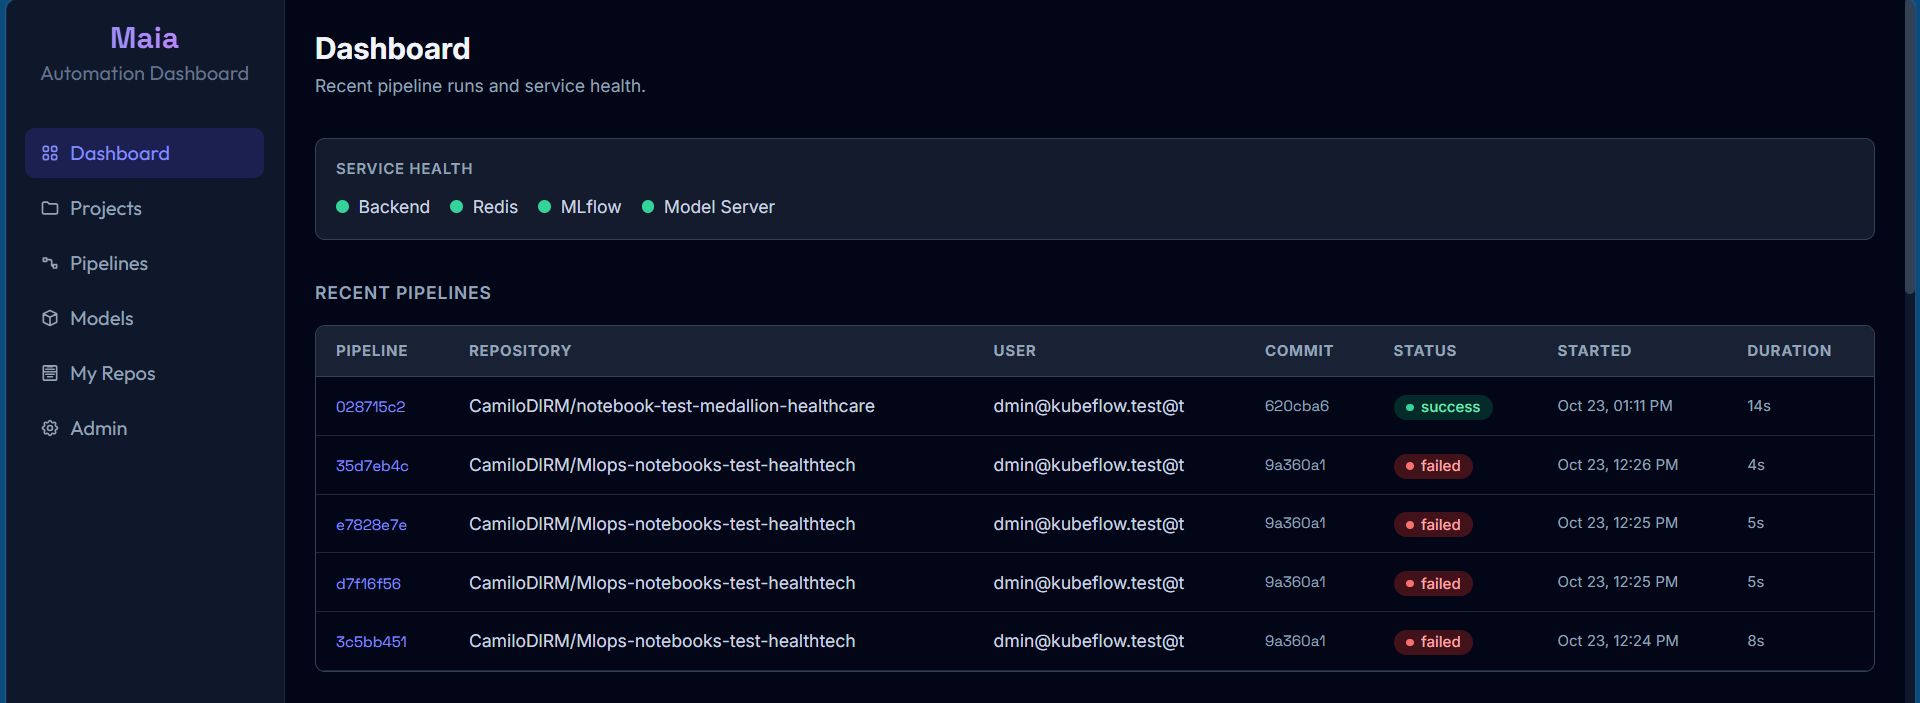 Maia
Automation Dashboard
Dashboard
Projects
Pipelines
Models
My Repos
Admin
Dashboard
Recent pipeline runs and service health.
SERVICE HEALTH
Backend Redis MLflow Model Server
RECENT PIPELINES
PIPELINE REPOSITORY USER COMMIT STATUS STARTED DURATION
028715c2 CamiloDIRM/notebook-test-medallion-healthcare dmin@kubeflow.test@t 620cba6 success Oct 23, 01:11 PM 14s
35d7eb4c CamiloDIRM/Mlops-notebooks-test-healthtech dmin@kubeflow.test@t 9a360a1 failed Oct 23, 12:26 PM 4s
e7828e7e CamiloDIRM/Mlops-notebooks-test-healthtech dmin@kubeflow.test@t 9a360a1 failed Oct 23, 12:25 PM 5s
d7f16f56 CamiloDIRM/Mlops-notebooks-test-healthtech dmin@kubeflow.test@t 9a360a1 failed Oct 23, 12:25 PM 5s
3c5bb451 CamiloDIRM/Mlops-notebooks-test-healthtech dmin@kubeflow.test@t 9a360a1 failed Oct 23, 12:24 PM 8s